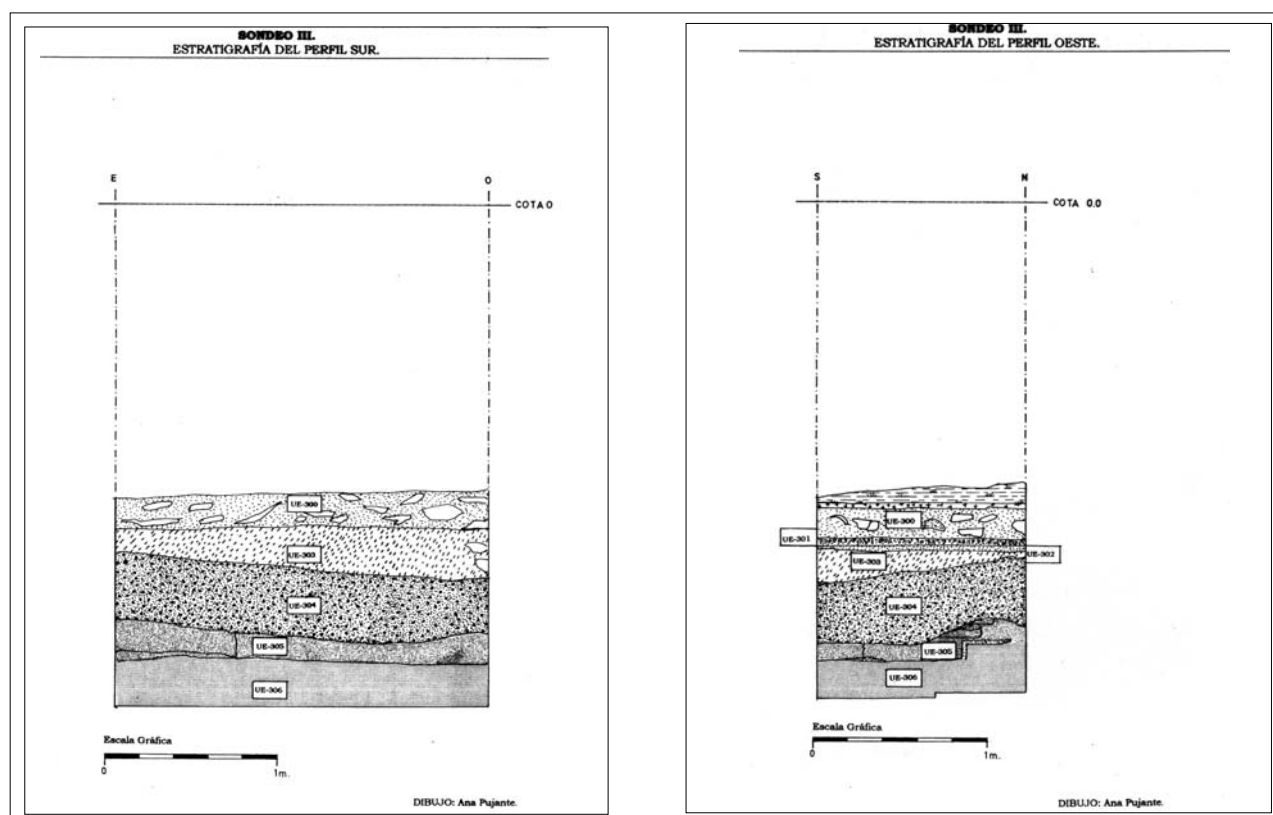 SONDEO III.
ESTRATIGRAFÍA DEL PERFIL SUR.
E
O
COTA 0
UE-300
UE-303
UE-304
UE-305
UE-306
Escala Gráfica
0
1m.
DIBUJO: Ana Pujante.
SONDEO III.
ESTRATIGRAFÍA DEL PERFIL OESTE.
S
N
COTA 0.0
UE-300
UE-301
UE-302
UE-303
UE-304
UE-305
UE-306
Escala Gráfica
0
1m.
DIBUJO: Ana Pujante.